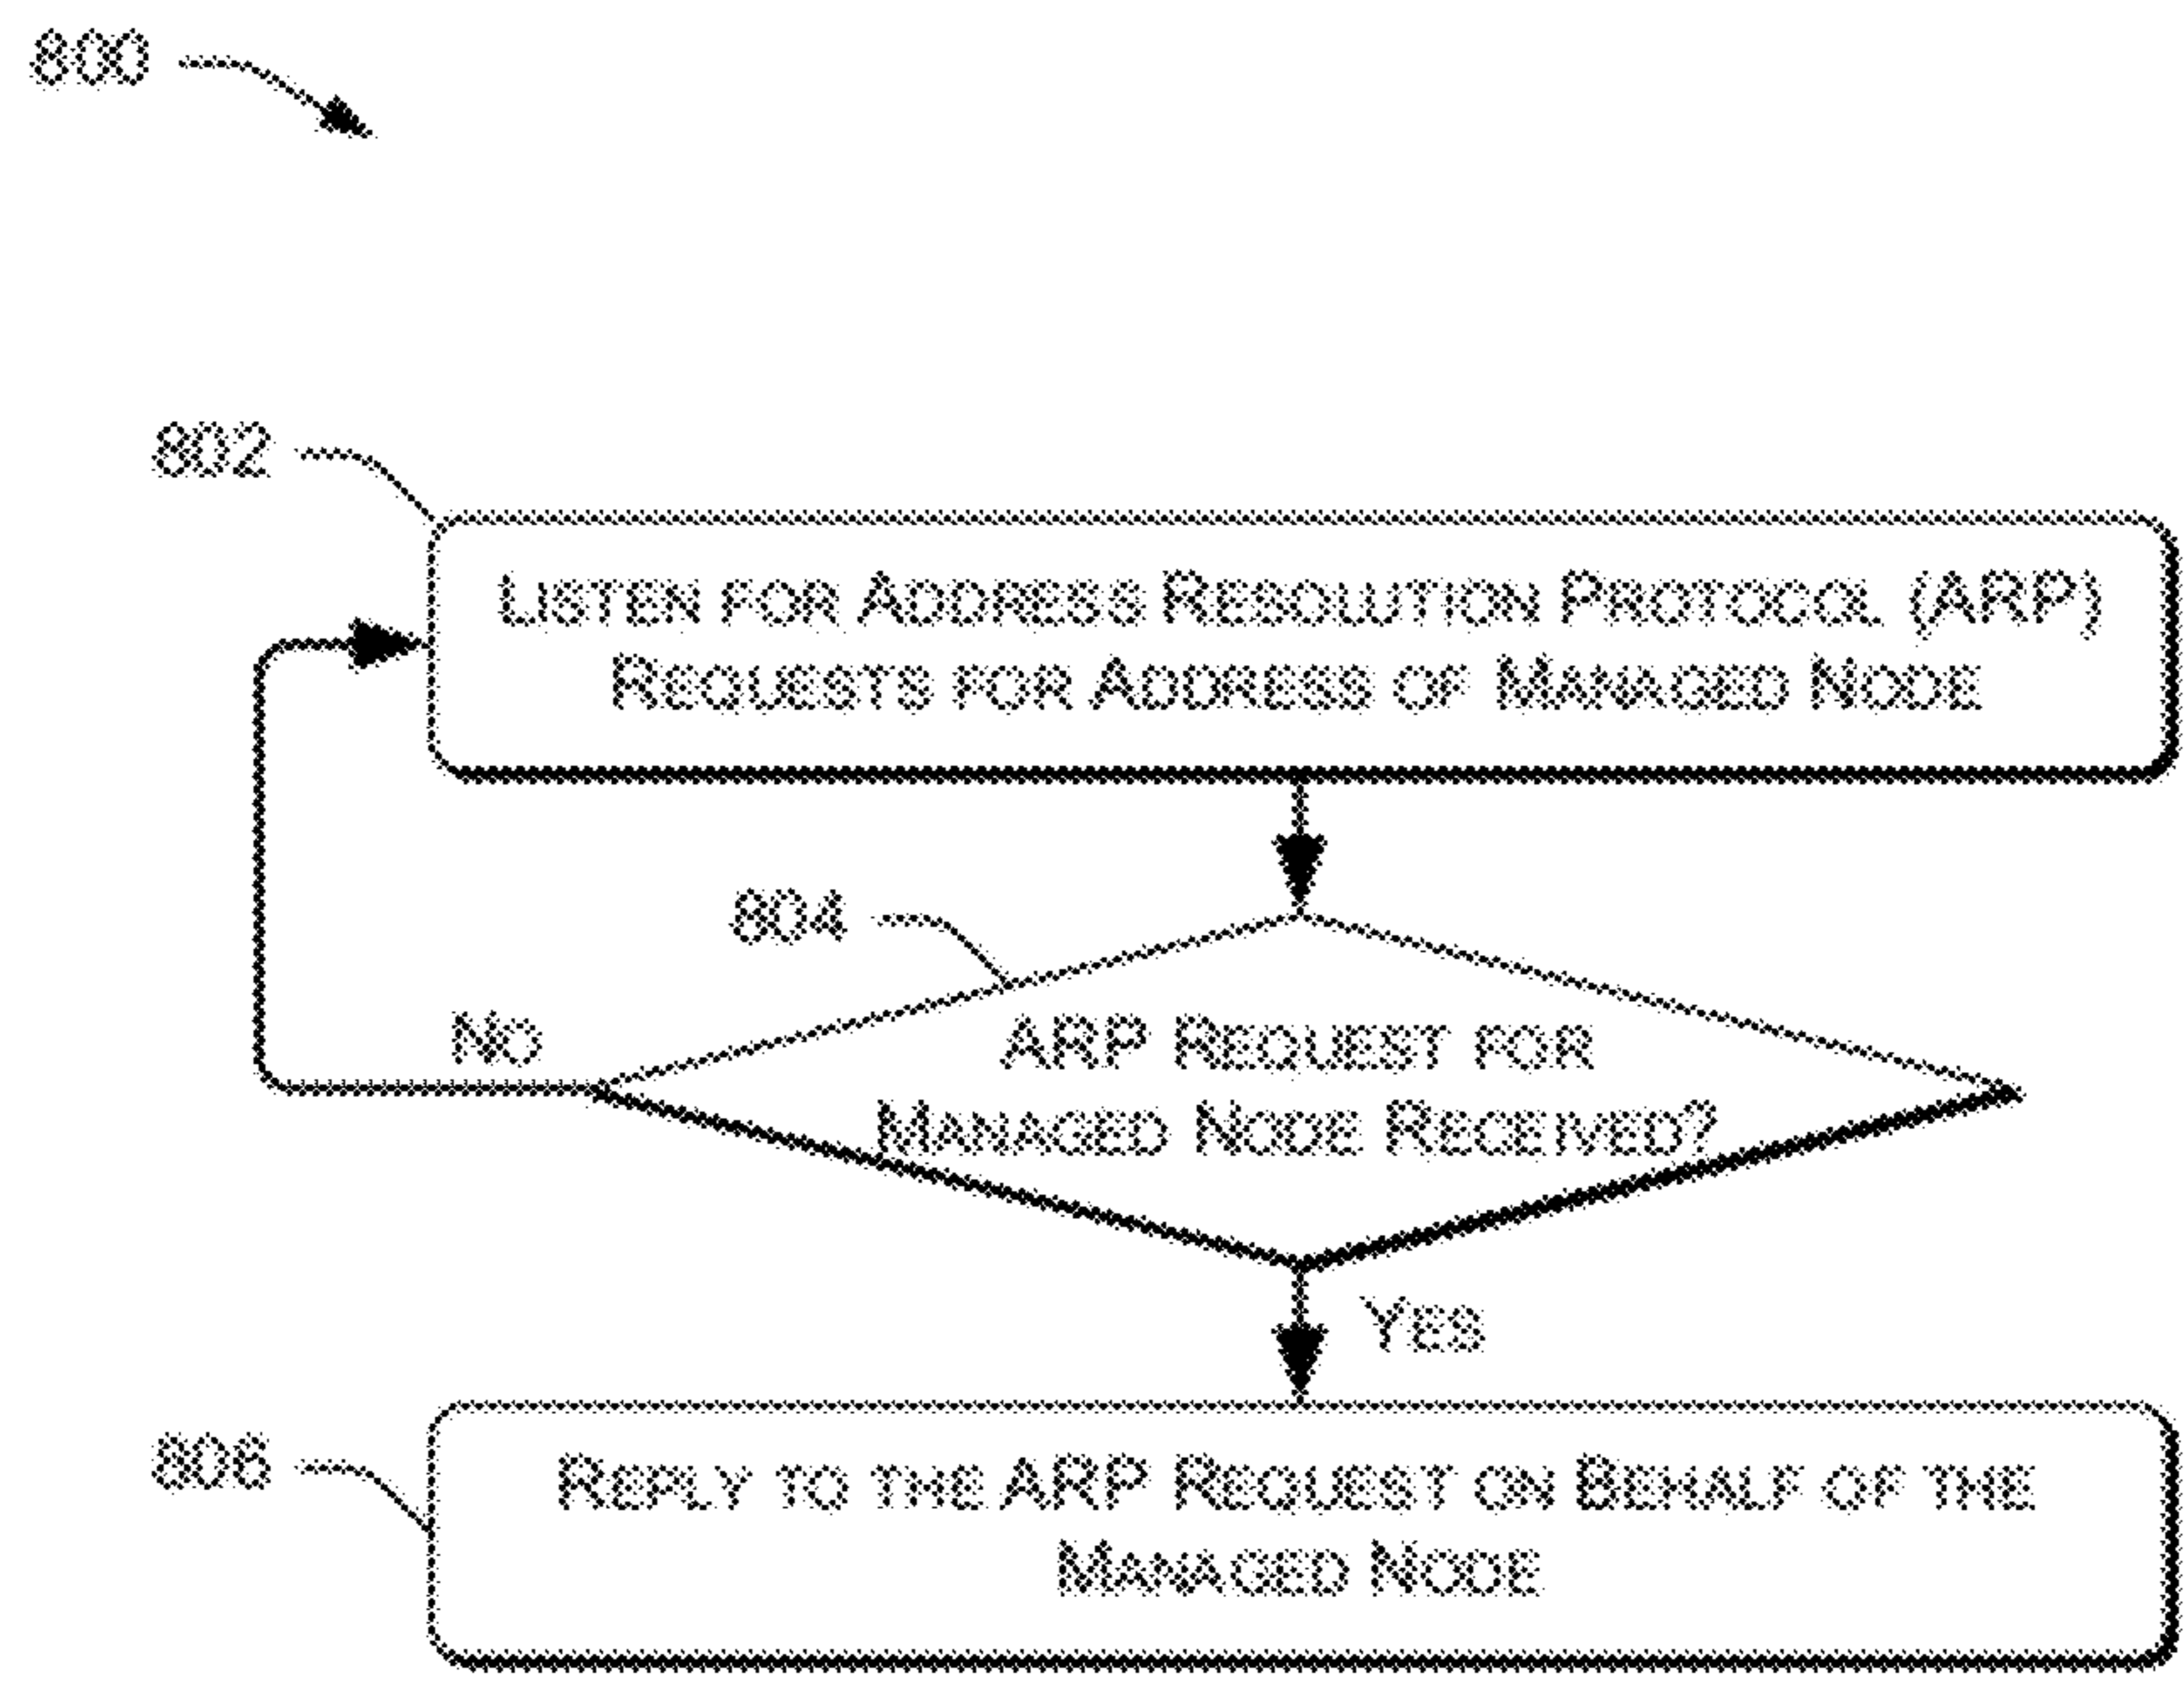 800
802
LISTEN FOR ADDRESS RESOLUTION PROTOCOL (ARP)
REQUESTS FOR ADDRESS OF MANAGED NODE
804
NO
ARP REQUEST FOR
MANAGED NODE RECEIVED?
YES
806
REPLY TO THE ARP REQUEST ON BEHALF OF THE
MANAGED NODE